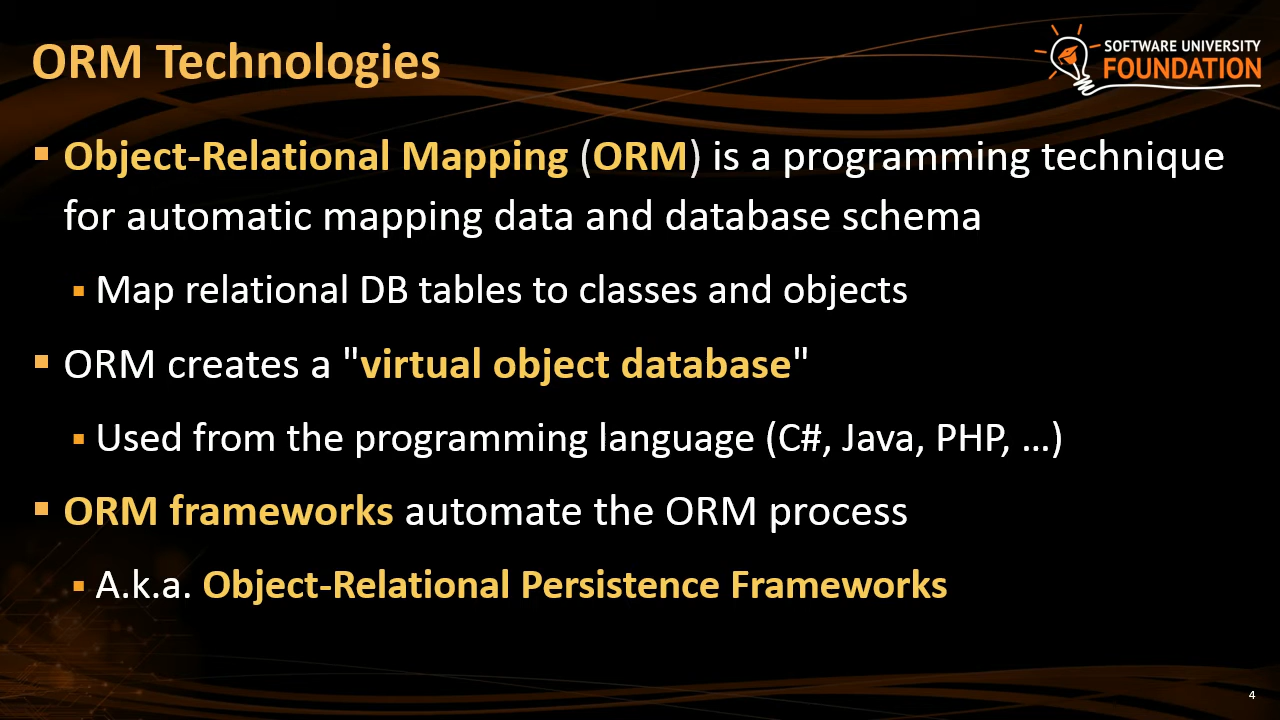 ORM Technologies
SOFTWARE UNIVERSITY
FOUNDATION
Object-Relational Mapping (ORM) is a programming technique
for automatic mapping data and database schema
Map relational DB tables to classes and objects
ORM creates a "virtual object database"
Used from the programming language (C#, Java, PHP, …)
ORM frameworks automate the ORM process
A.k.a. Object-Relational Persistence Frameworks
4